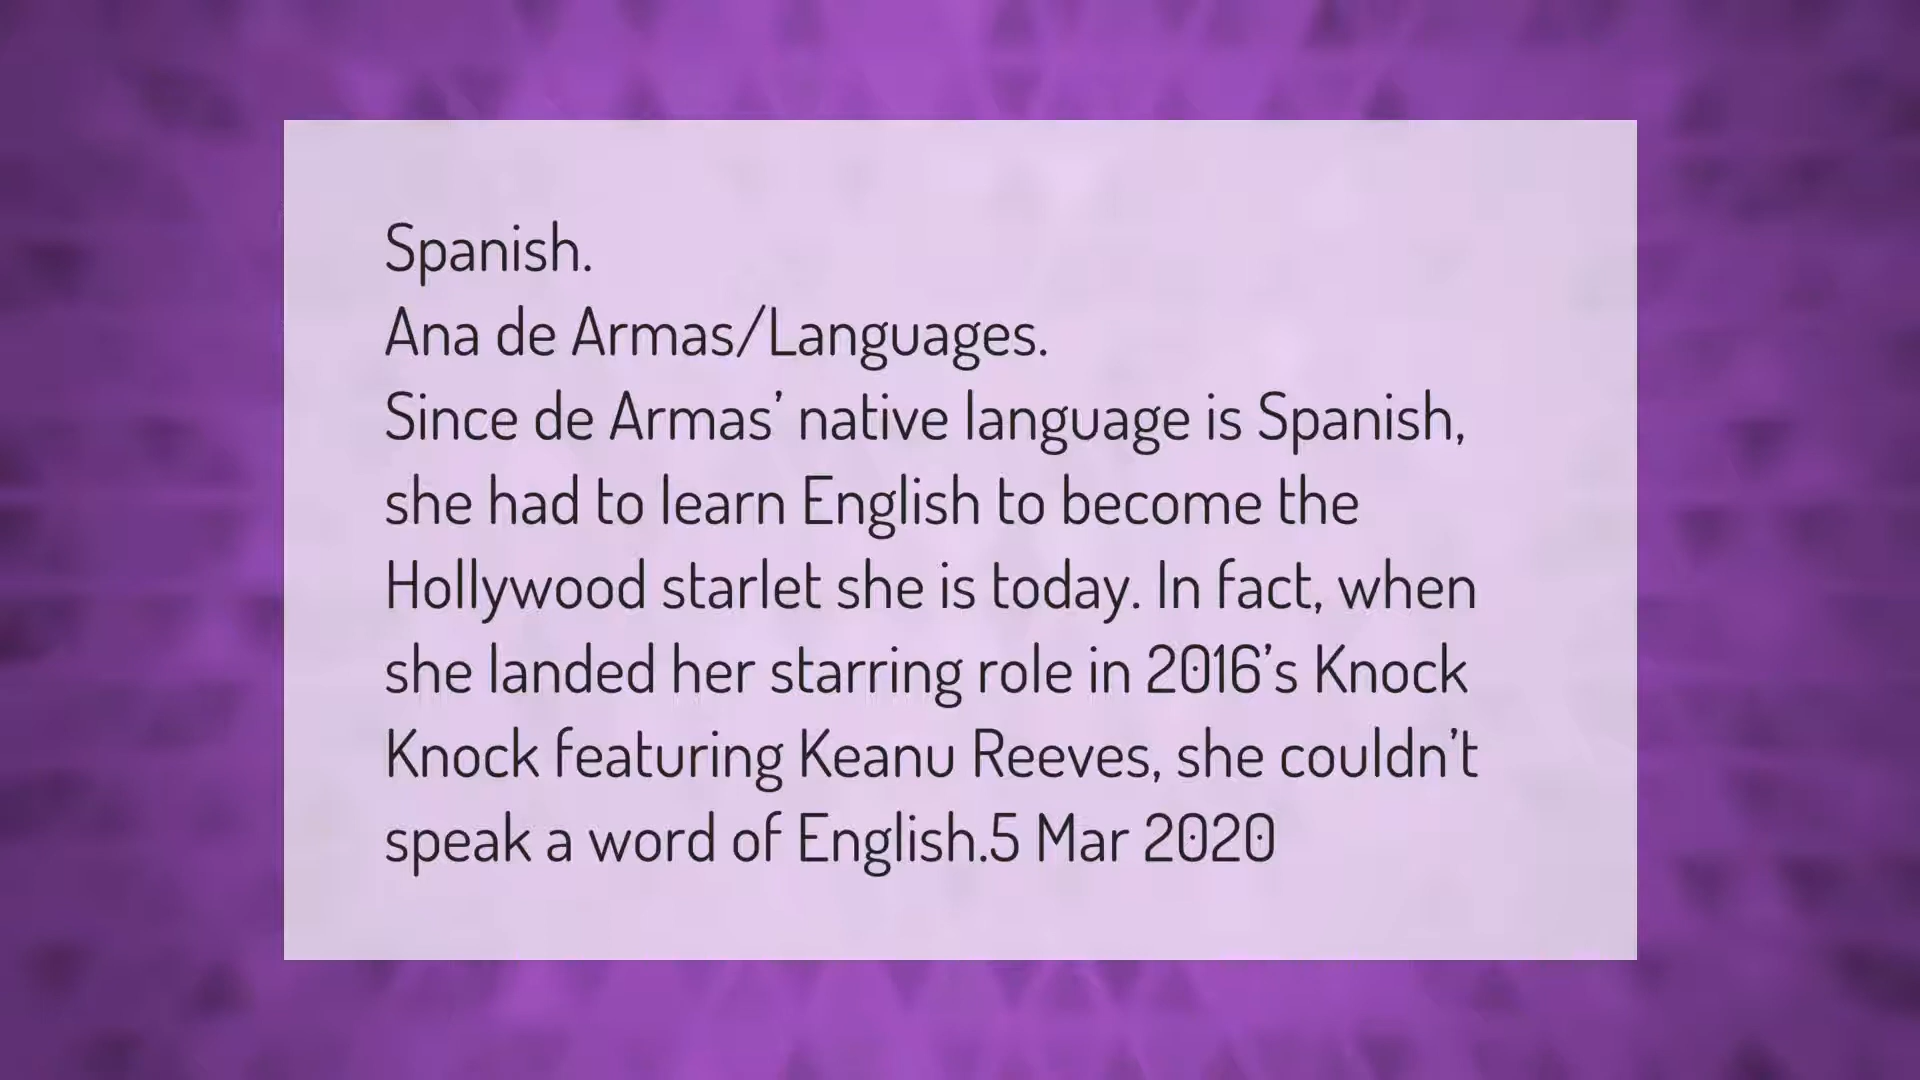 Spanish.
Ana de Armas/Languages.
Since de Armas’ native language is Spanish,
she had to learn English to become the
Hollywood starlet she is today. In fact, when
she landed her starring role in 2016’s Knock
Knock featuring Keanu Reeves, she couldn’t
speak a word of English.5 Mar 2020